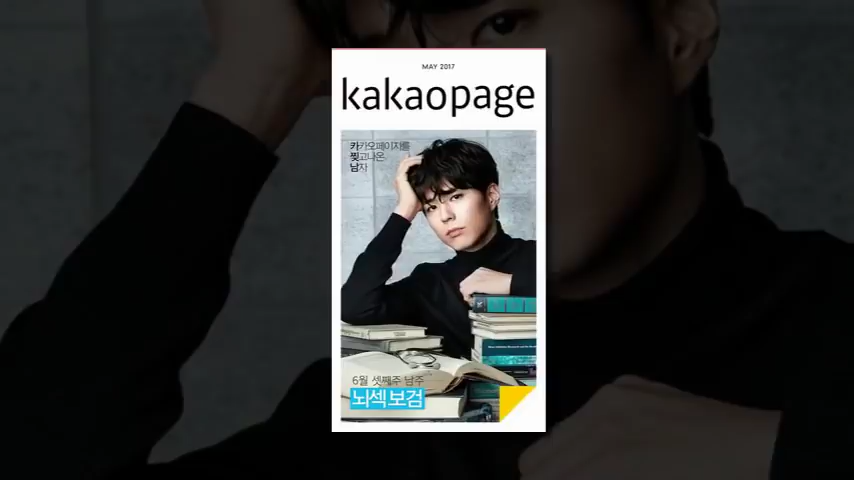 MAY 2017
kakaopage
카카오페이지를
찢고나온
남자
6월 셋째주 남주
뇌섹보검